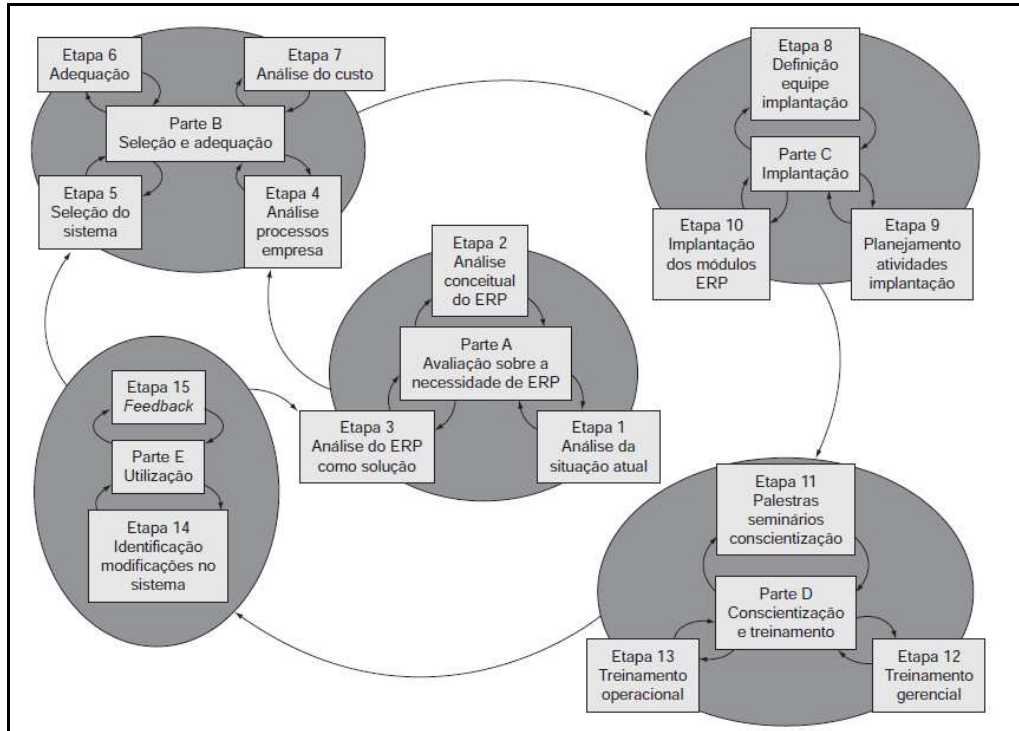 Etapa 6
Adequação
Etapa 7
Análise do custo
Parte B
Seleção e adequação
Etapa 5
Seleção do
sistema
Etapa 4
Análise
processos
empresa
Etapa 8
Definição
equipe
implantação
Parte C
Implantação
Etapa 10
Implantação
dos módulos
ERP
Etapa 9
Planejamento
atividades
implantação
Etapa 2
Análise
conceitual
do ERP
Parte A
Avaliação sobre a
necessidade de ERP
Etapa 3
Análise do ERP
como solução
Etapa 1
Análise da
situação atual
Etapa 15
Feedback
Parte E
Utilização
Etapa 14
Identificação
modificações no
sistema
Etapa 11
Palestras
seminários
conscientização
Parte D
Conscientização
e treinamento
Etapa 13
Treinamento
operacional
Etapa 12
Treinamento
gerencial